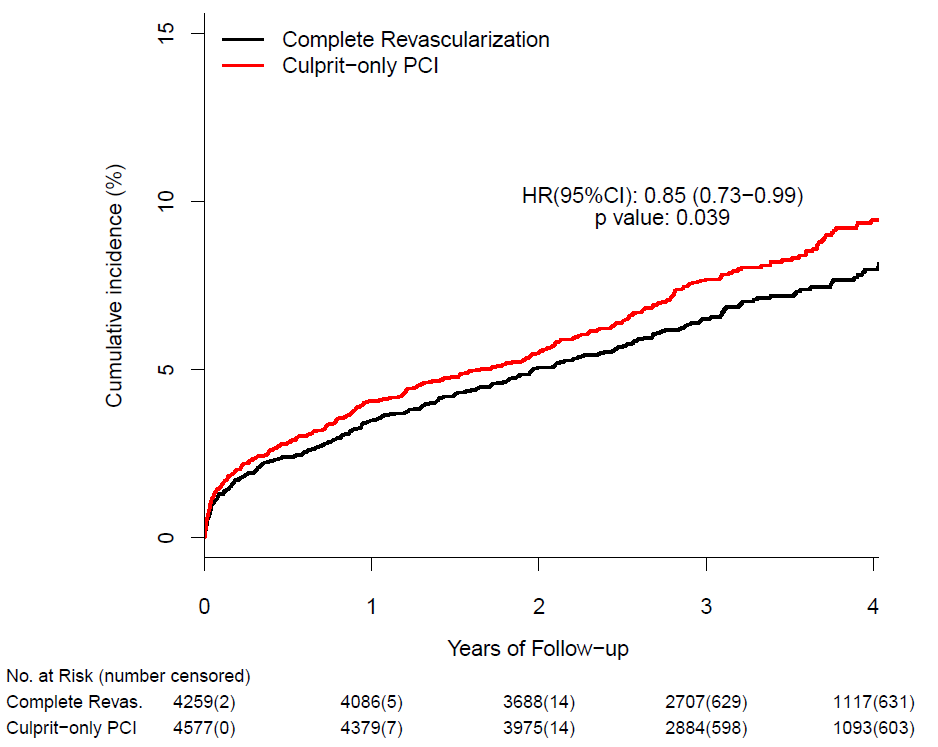 15
Complete Revascularization
Culprit−only PCI
10
HR(95%CI): 0.85 (0.73−0.99)
p value: 0.039
Cumulative incidence (%)
5
0
0 1 2 3 4
Years of Follow−up
No. at Risk (number censored)
Complete Revas. 4259(2) 4086(5) 3688(14) 2707(629) 1117(631)
Culprit−only PCI 4577(0) 4379(7) 3975(14) 2884(598) 1093(603)